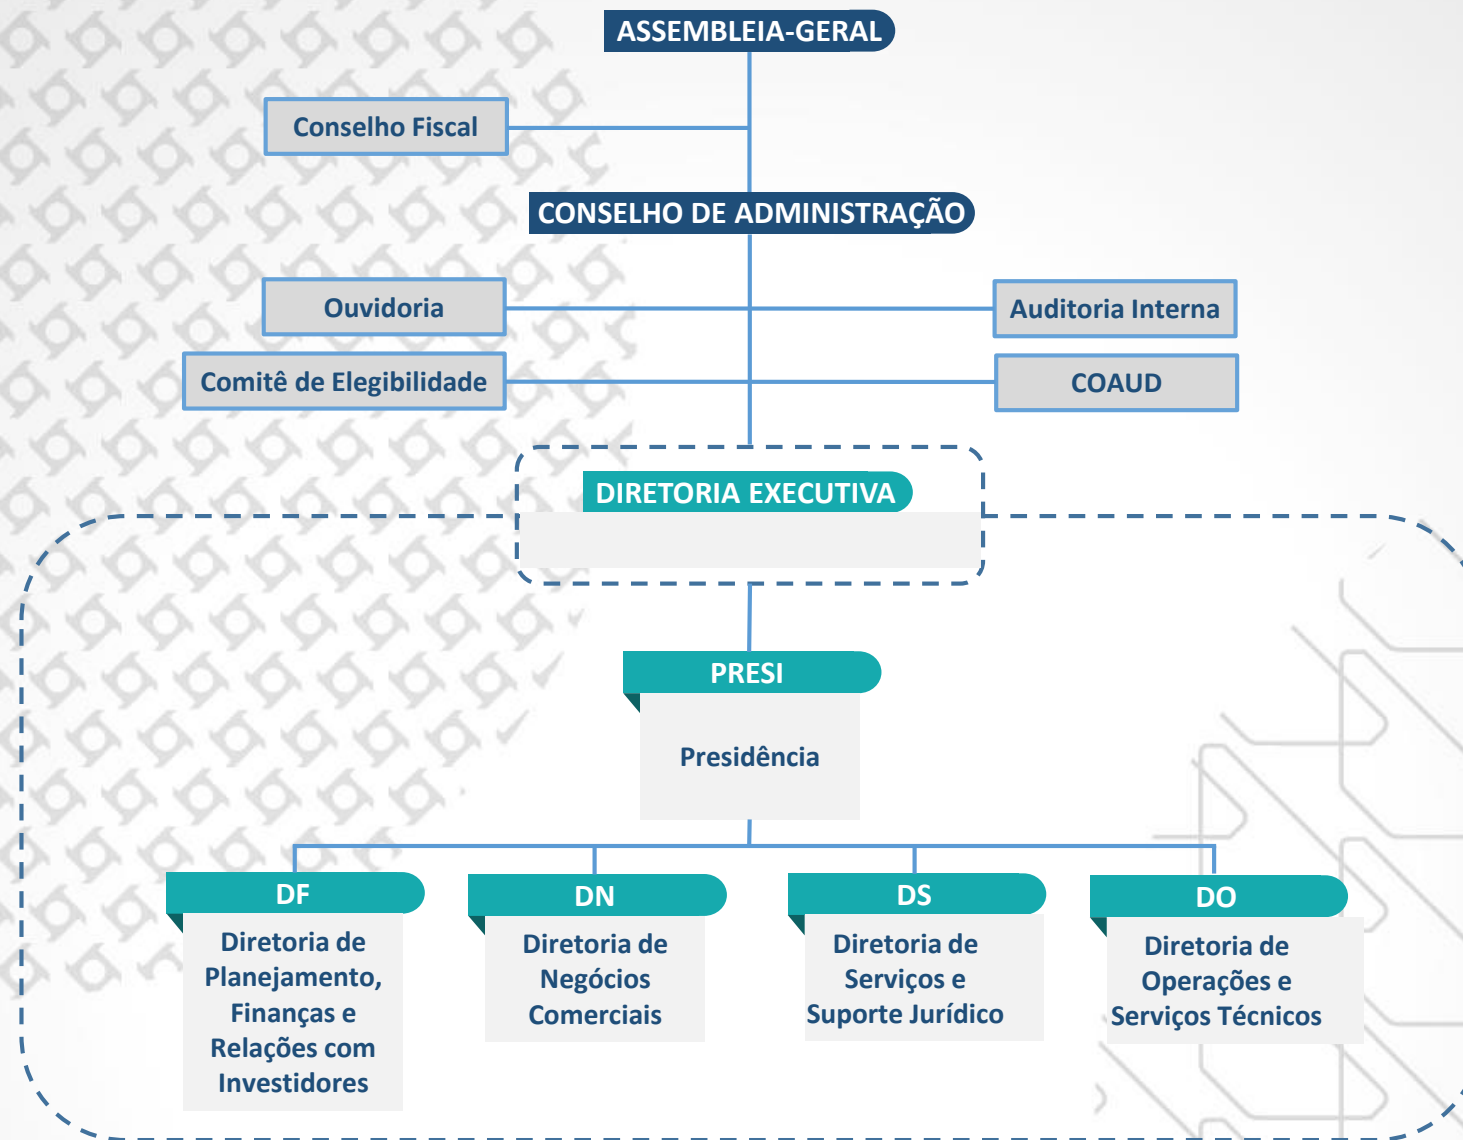 ASSEMBLEIA-GERAL
Conselho Fiscal
CONSELHO DE ADMINISTRAÇÃO
Ouvidoria
Auditoria Interna
Comitê de Elegibilidade
COAUD
DIRETORIA EXECUTIVA
PRESI
Presidência
DF
Diretoria de
Planejamento,
Finanças e
Relações com
Investidores
DN
Diretoria de
Negócios
Comerciais
DS
Diretoria de
Serviços e
Suporte Jurídico
DO
Diretoria de
Operações e
Serviços Técnicos